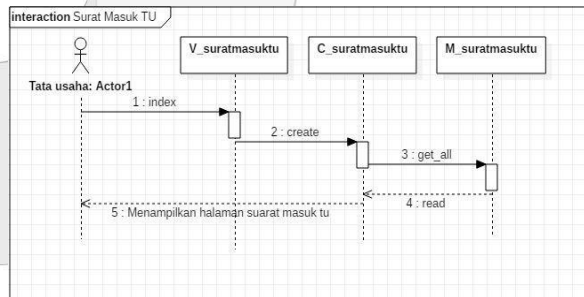 interaction Surat Masuk TU
V_suratmasuktu
C_suratmasuktu
M_suratmasuktu
Tata usaha: Actor1
1 : index
2 : create
3 : get_all
4 : read
5 : Menampilkan halaman suarat masuk tu